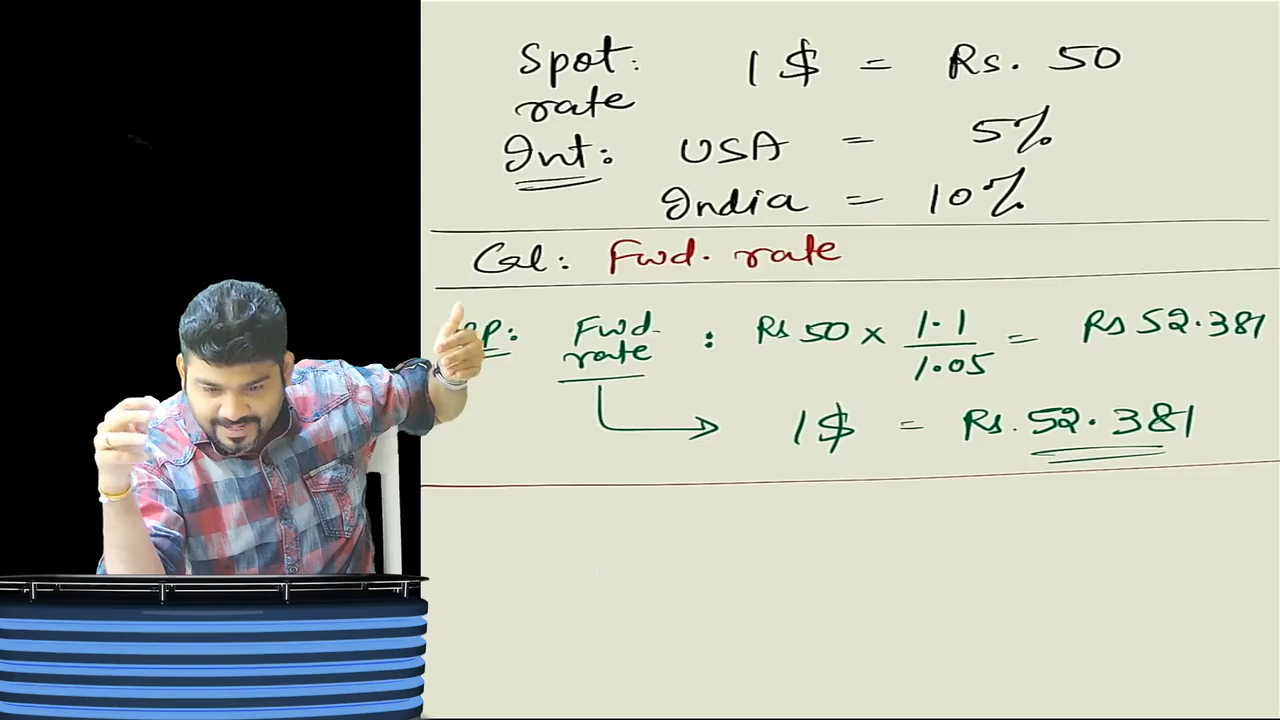 Spot: 1 $ = Rs. 50
rate
Int: USA = 5%
India = 10%
Cal: Fwd. rate
Fwd. rate : Rs 50 × 1.1 / 1.05 = Rs 52.381
1 $ = Rs. 52.381